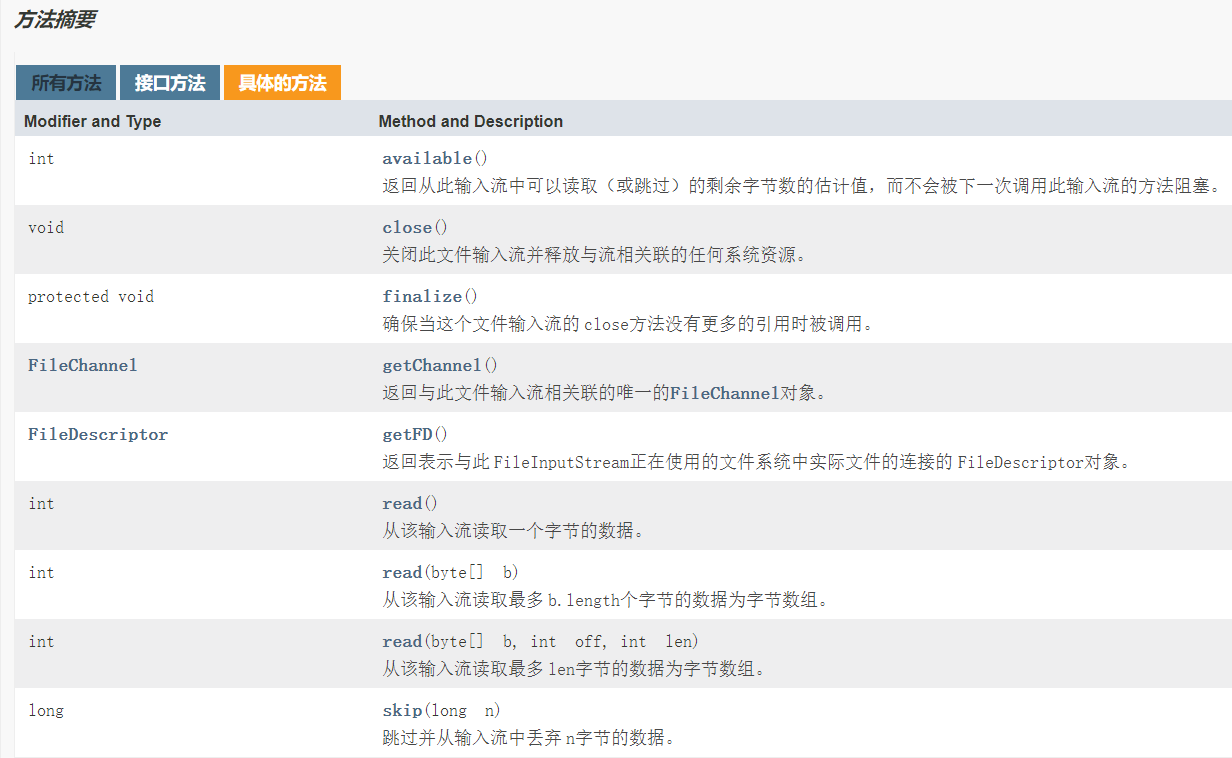 方法摘要
所有方法 接口方法 具体的方法
Modifier and Type Method and Description
int available()
返回从此输入流中可以读取（或跳过）的剩余字节数的估计值，而不会被下一次调用此输入流的方法阻塞。
void close()
关闭此文件输入流并释放与流相关联的任何系统资源。
protected void finalize()
确保当这个文件输入流的 close方法没有更多的引用时被调用。
FileChannel getChannel()
返回与此文件输入流相关联的唯一的FileChannel对象。
FileDescriptor getFD()
返回表示与此 FileInputStream正在使用的文件系统中实际文件的连接的 FileDescriptor对象。
int read()
从该输入流读取一个字节的数据。
int read(byte[] b)
从该输入流读取最多 b.length个字节的数据为字节数组。
int read(byte[] b, int off, int len)
从该输入流读取最多 len字节的数据为字节数组。
long skip(long n)
跳过并从输入流中丢弃 n字节的数据。